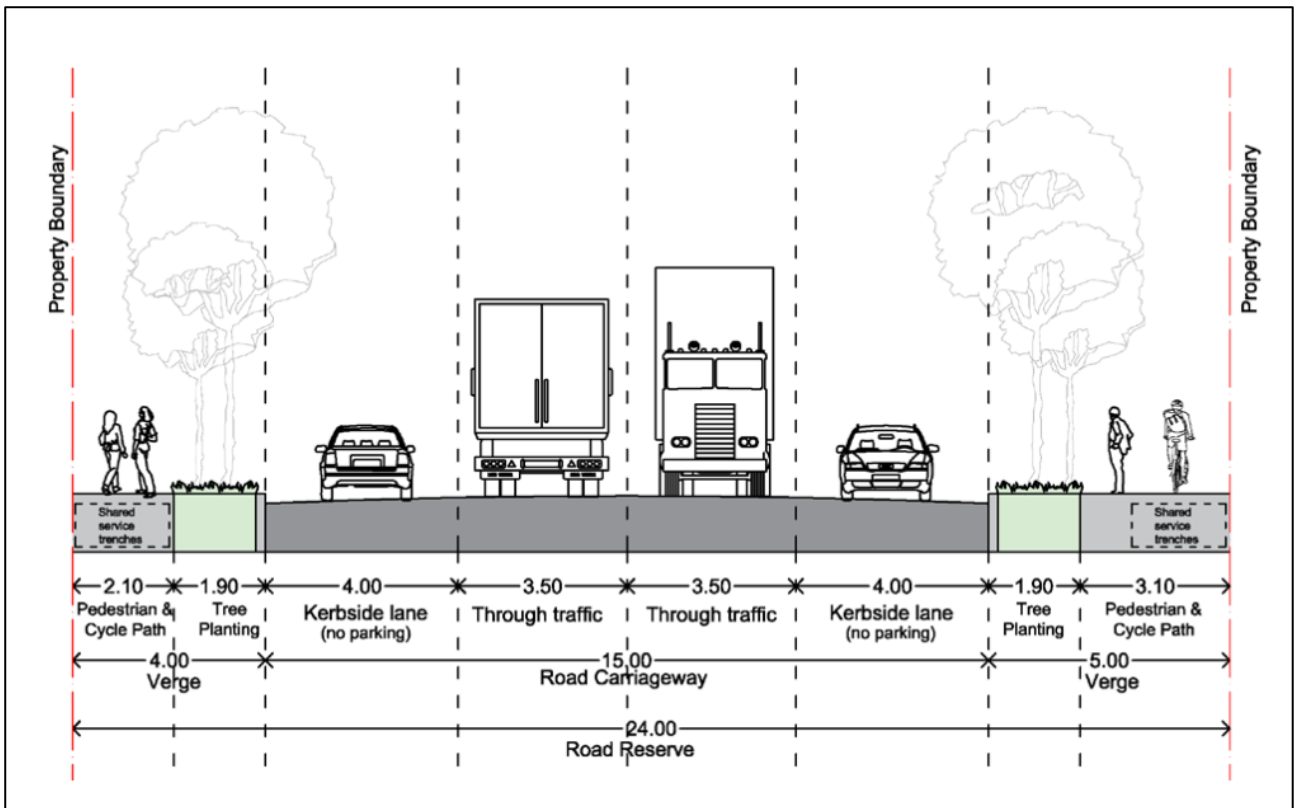 Property Boundary
Property Boundary
Shared
service
trenches
Shared
service
trenches
2.10
1.90
4.00
3.50
3.50
4.00
1.90
3.10
Pedestrian &
Cycle Path
Tree
Planting
Kerbside lane
(no parking)
Through traffic
Through traffic
Kerbside lane
(no parking)
Tree
Planting
Pedestrian &
Cycle Path
4.00
Verge
15.00
Road Carriageway
5.00
Verge
24.00
Road Reserve